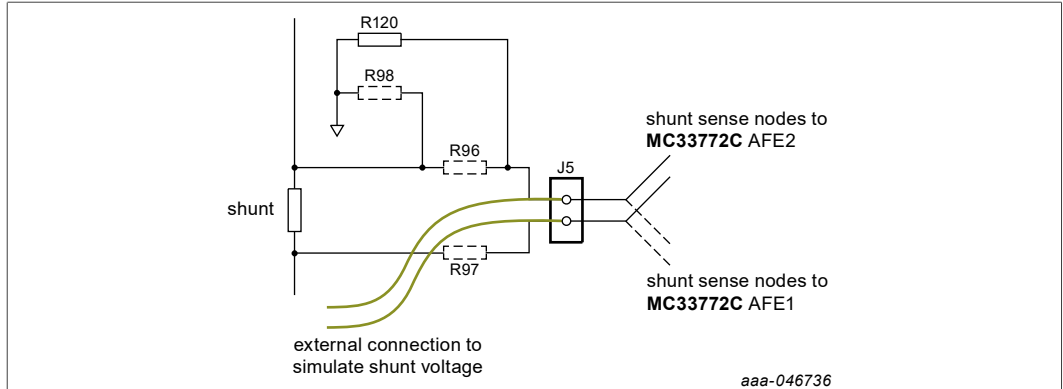 R120
R98
R96
J5
shunt sense nodes to
MC33772C AFE2
shunt
R97
shunt sense nodes to
MC33772C AFE1
external connection to
simulate shunt voltage
aaa-046736